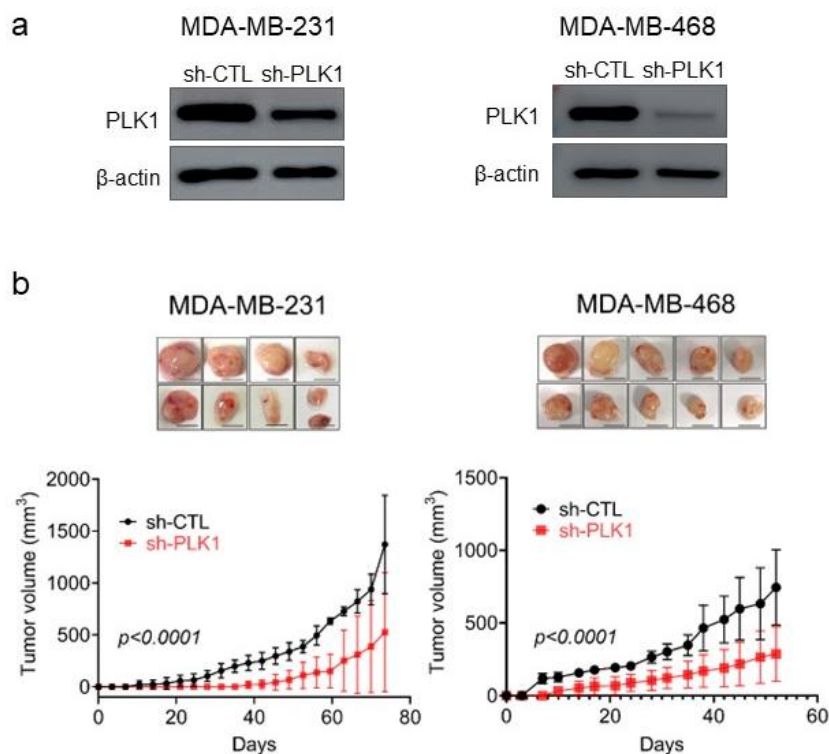 a
MDA-MB-231
MDA-MB-468
sh-CTL sh-PLK1
sh-CTL sh-PLK1
PLK1
PLK1
β-actin
β-actin
b
MDA-MB-231
MDA-MB-468
Tumor volume (mm³)
2000
1500
1000
500
0
sh-CTL
sh-PLK1
p<0.0001
0 20 40 60 80
Days
Tumor volume (mm³)
1500
1000
500
0
sh-CTL
sh-PLK1
p<0.0001
0 20 40 60
Days